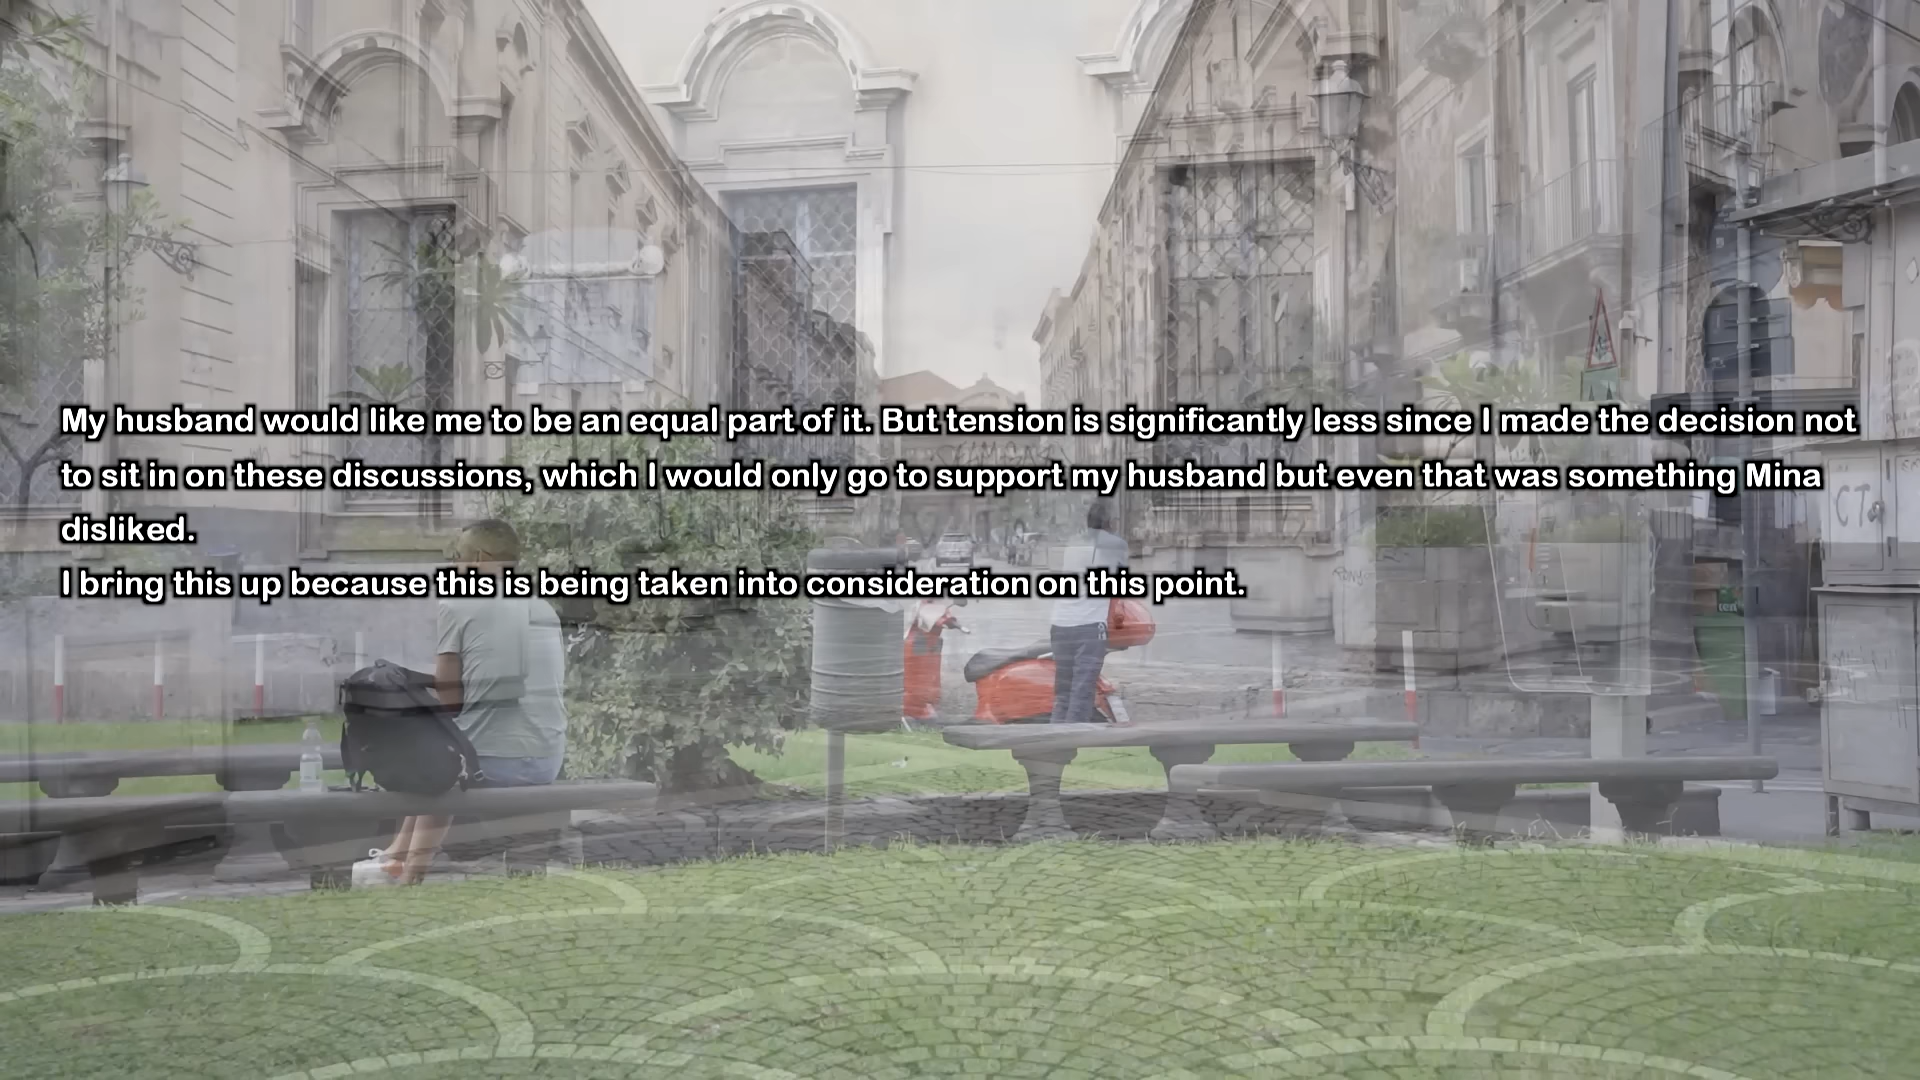 My husband would like me to be an equal part of it. But tension is significantly less since I made the decision not
to sit in on these discussions, which I would only go to support my husband but even that was something Mina
disliked.
I bring this up because this is being taken into consideration on this point.